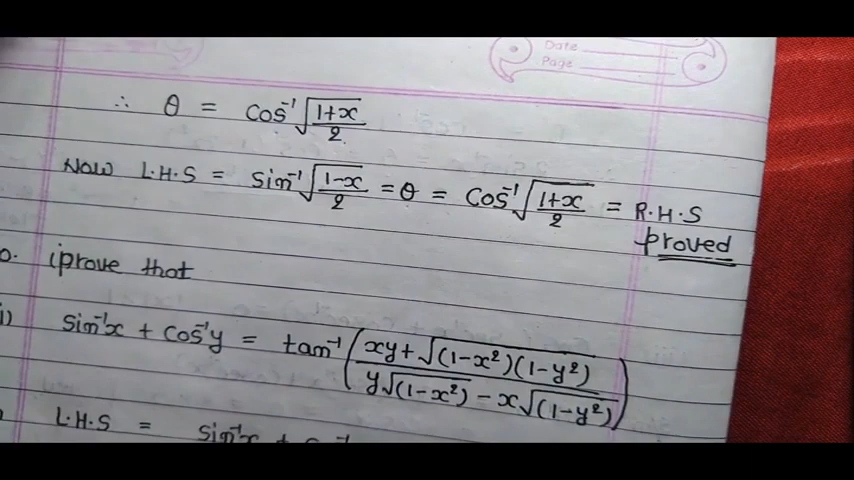 Date
Page
∴ θ = Cos⁻¹√(1+x/2)
Now L.H.S = Sin⁻¹√(1-x/2) = θ = Cos⁻¹√(1+x/2) = R.H.S
proved
o. prove that
i) Sin⁻¹x + Cos⁻¹y = tan⁻¹(xy+√(1-x²)(1-y²) / y√(1-x²) - x√(1-y²))
L.H.S = Sin⁻¹x +